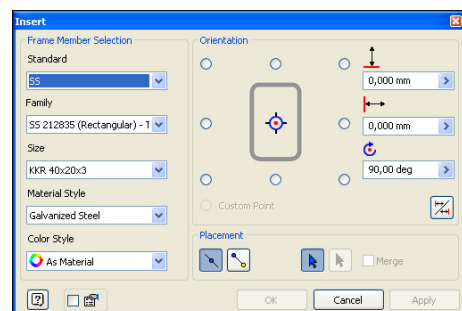 Insert
Frame Member Selection
Standard
SS
Family
SS 212835 (Rectangular) - T
Size
KKR 40x20x3
Material Style
Galvanized Steel
Color Style
As Material
Orientation
0,000 mm
0,000 mm
90,00 deg
Custom Point
Placement
Merge
OK
Cancel
Apply